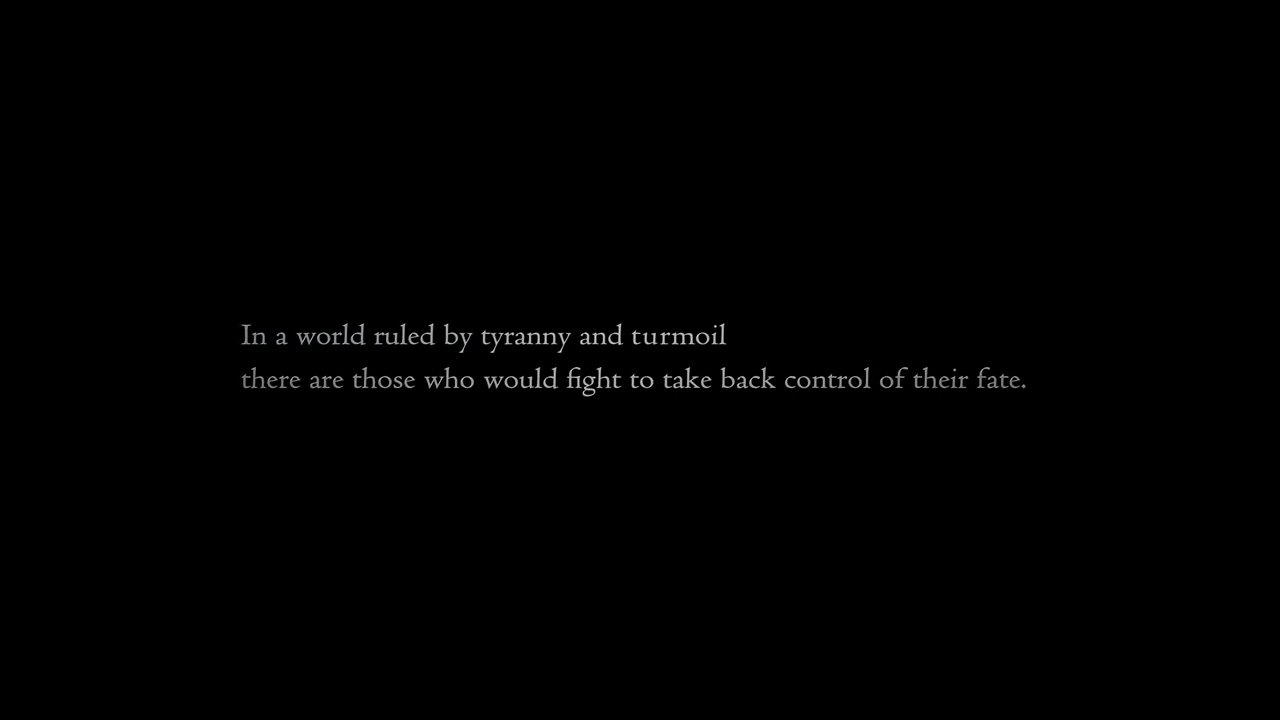 In a world ruled by tyranny and turmoil
there are those who would fight to take back control of their fate.